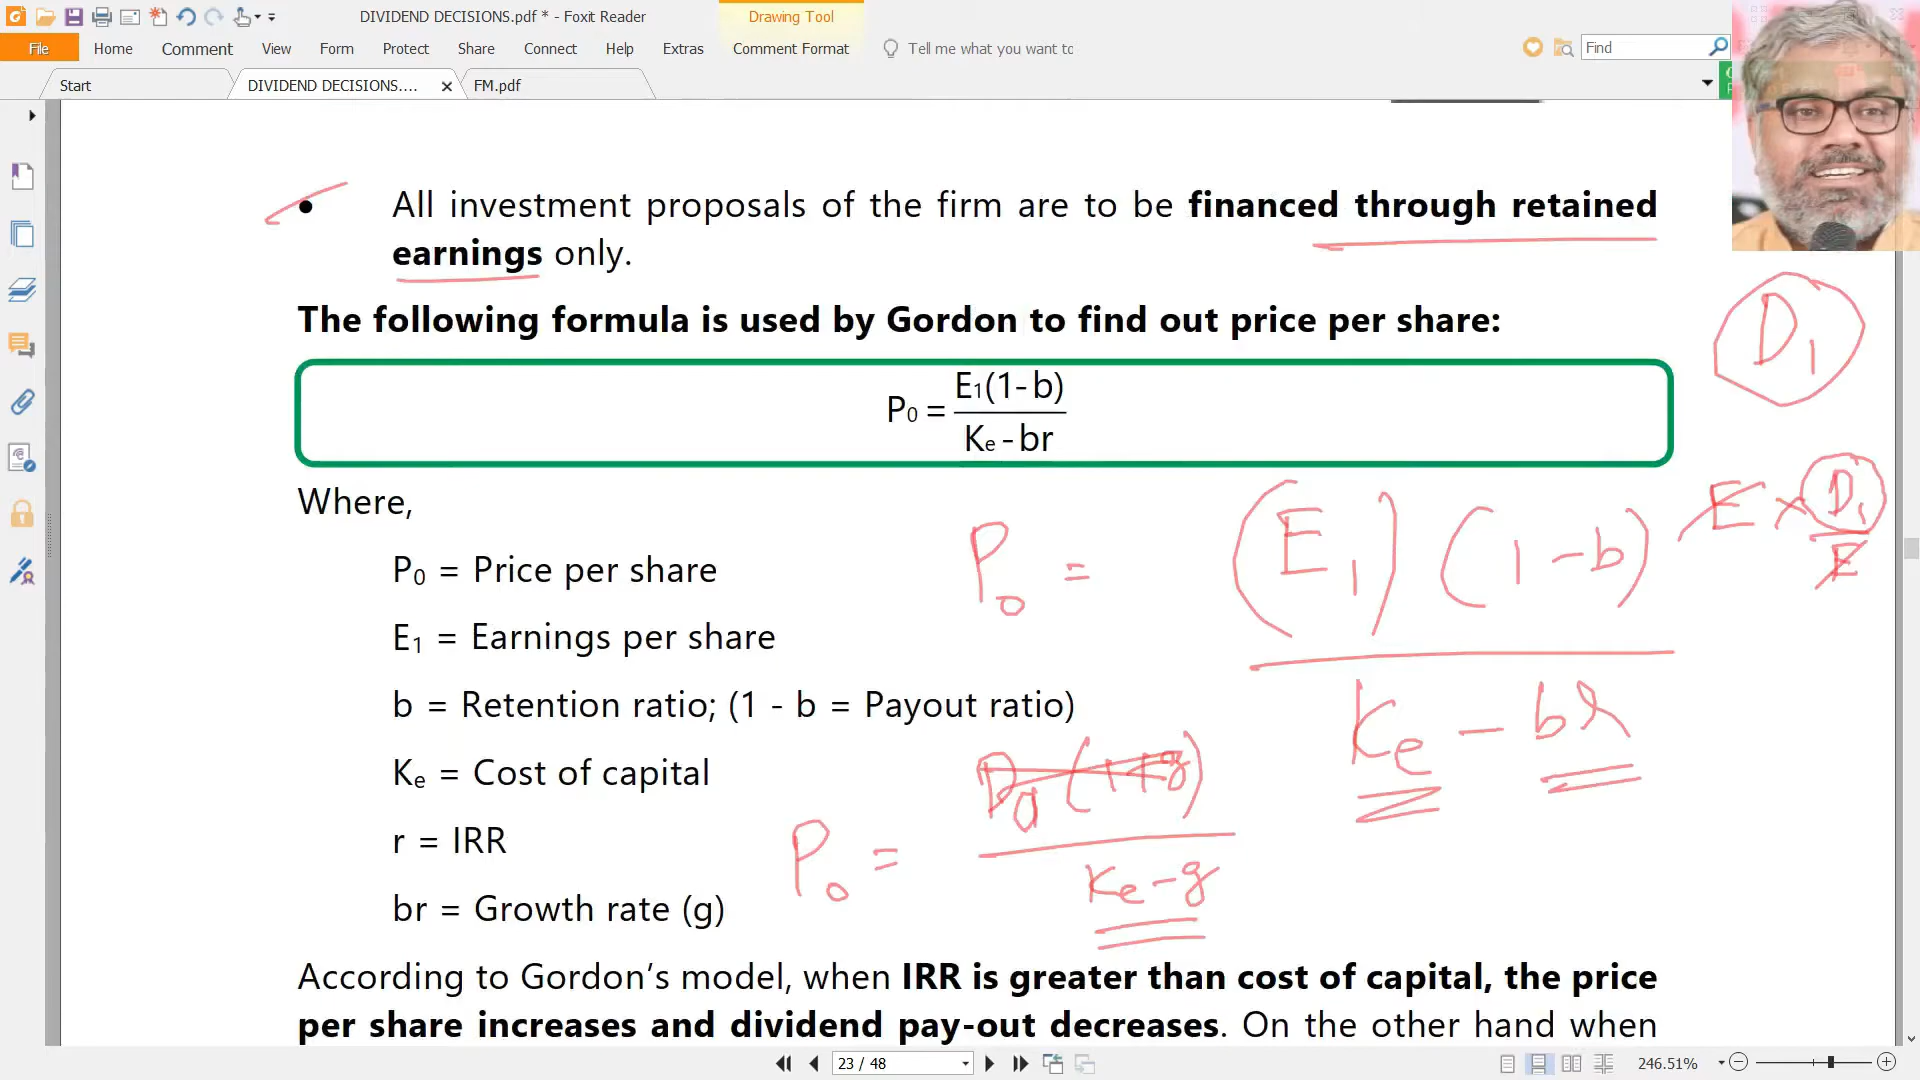 DIVIDEND DECISIONS.pdf * - Foxit Reader
Drawing Tool
File Home Comment View Form Protect Share Connect Help Extras Comment Format Tell me what you want to Find
Start DIVIDEND DECISIONS.... FM.pdf
• All investment proposals of the firm are to be financed through retained
earnings only.
The following formula is used by Gordon to find out price per share:
D1
P0 = E1(1-b) / Ke - br
Where,
P0 = (E1) (1-b) / Ke - br
E × D1 / E
P0 = Price per share
E1 = Earnings per share
b = Retention ratio; (1 - b = Payout ratio)
Ke = Cost of capital
P0 = D0 (1+g) / Ke - g
r = IRR
br = Growth rate (g)
According to Gordon's model, when IRR is greater than cost of capital, the price
per share increases and dividend pay-out decreases. On the other hand when
23 / 48
246.51%